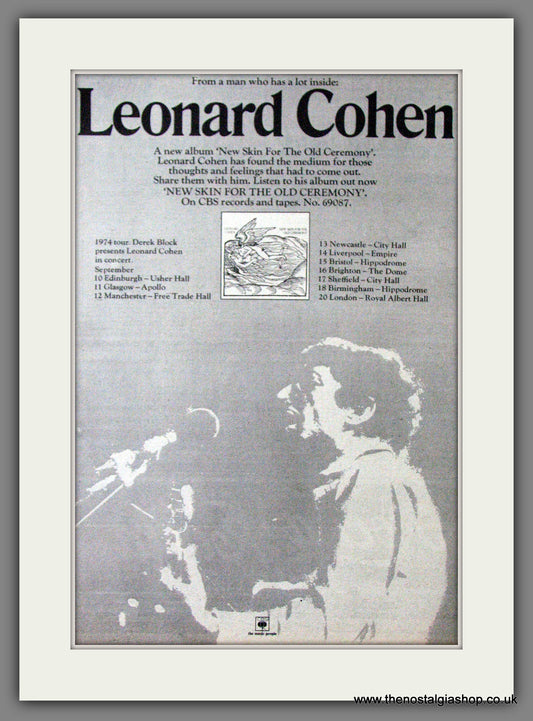 From a man who has a lot inside:
Leonard Cohen
A new album ‘New Skin For The Old Ceremony’.
Leonard Cohen has found the medium for those
thoughts and feelings that had to come out.
Share them with him. Listen to his album out now
‘NEW SKIN FOR THE OLD CEREMONY’.
On CBS records and tapes. No. 69087.
1974 tour. Derek Block
presents Leonard Cohen
in concert.
September
10 Edinburgh – Usher Hall
11 Glasgow – Apollo
12 Manchester – Free Trade Hall
13 Newcastle – City Hall
14 Liverpool – Empire
15 Bristol – Hippodrome
16 Brighton – The Dome
17 Sheffield – City Hall
18 Birmingham – Hippodrome
20 London – Royal Albert Hall
the music people
www.thenostalgiashop.co.uk